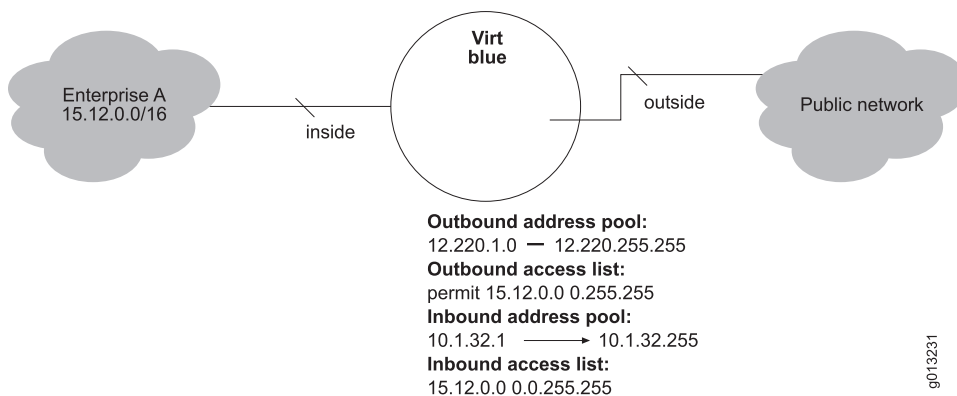 Virt
blue
Enterprise A
15.12.0.0/16
inside
outside
Public network
Outbound address pool:
12.220.1.0 — 12.220.255.255
Outbound access list:
permit 15.12.0.0 0.255.255
Inbound address pool:
10.1.32.1 → 10.1.32.255
Inbound access list:
15.12.0.0 0.0.255.255
g013231